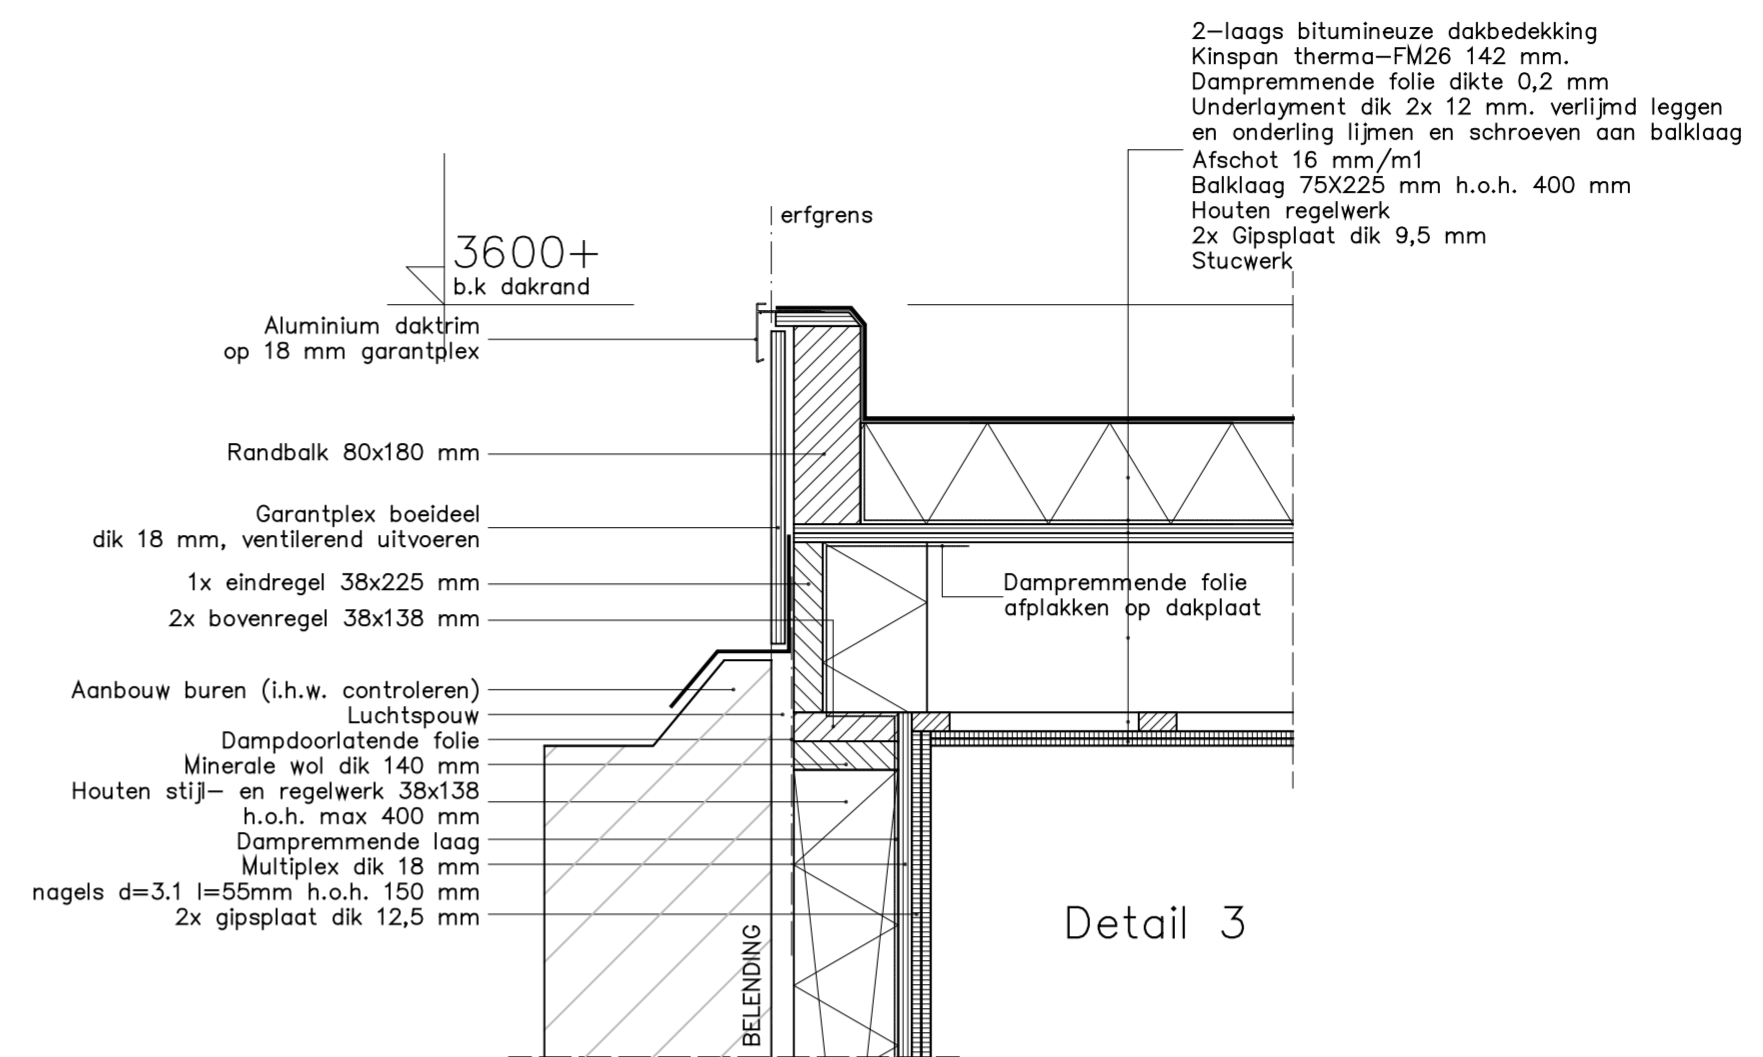 2-laags bitumineuze dakbedekking
Kinspan therma-FM26 142 mm.
Dampremmende folie dikte 0,2 mm
Underlayment dik 2x 12 mm. verlijmd leggen
en onderling lijmen en schroeven aan balklaag
Afschot 16 mm/m1
Balklaag 75X225 mm h.o.h. 400 mm
Houten regelwerk
2x Gipsplaat dik 9,5 mm
Stucwerk
erfgrens
3600+
b.k dakrand
Aluminium daktrim
op 18 mm garantplex
Randbalk 80x180 mm
Garantplex boeideel
dik 18 mm, ventilerend uitvoeren
1x eindregel 38x225 mm
2x bovenregel 38x138 mm
Dampremmende folie
afplakken op dakplaat
Aanbouw buren (i.h.w. controleren)
Luchtspouw
Dampdoorlatende folie
Minerale wol dik 140 mm
Houten stijl- en regelwerk 38x138
h.o.h. max 400 mm
Dampremmende laag
Multiplex dik 18 mm
nagels d=3.1 l=55mm h.o.h. 150 mm
2x gipsplaat dik 12,5 mm
BELENDING
Detail 3